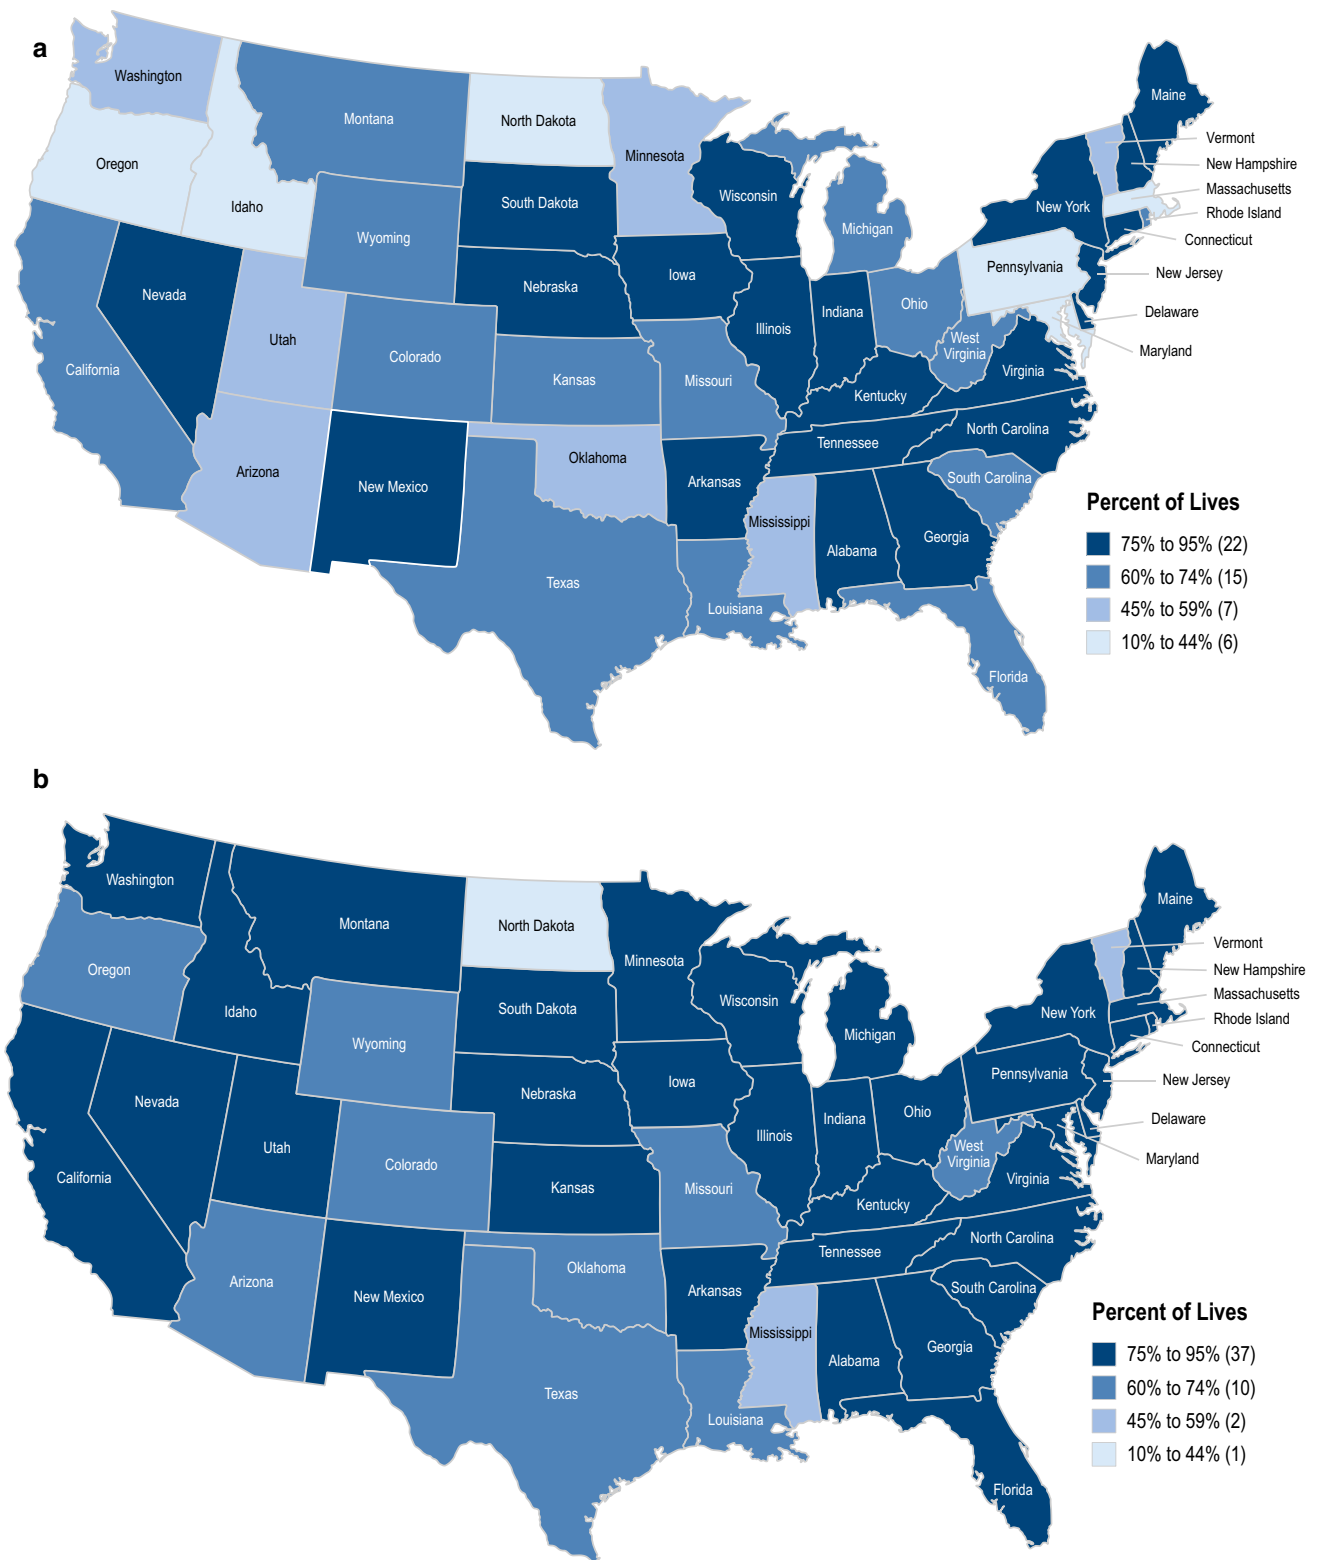 a
Washington
Montana
North Dakota
Minnesota
Maine
Vermont
New Hampshire
Massachusetts
Rhode Island
Connecticut
Oregon
Idaho
South Dakota
Wisconsin
New York
Wyoming
Michigan
Pennsylvania
New Jersey
Nevada
Nebraska
Iowa
Illinois
Indiana
Ohio
Delaware
Utah
Colorado
California
Kansas
Missouri
West
Virginia
Virginia
Maryland
Kentucky
Arizona
New Mexico
Oklahoma
Arkansas
Tennessee
North Carolina
South Carolina
Mississippi
Alabama
Georgia
Texas
Louisiana
Florida
Percent of Lives
75% to 95% (22)
60% to 74% (15)
45% to 59% (7)
10% to 44% (6)
b
Washington
Montana
North Dakota
Minnesota
Maine
Vermont
New Hampshire
Massachusetts
Rhode Island
Connecticut
Oregon
Idaho
South Dakota
Wisconsin
New York
Wyoming
Michigan
Pennsylvania
New Jersey
Nevada
Nebraska
Iowa
Illinois
Indiana
Ohio
Delaware
Utah
Colorado
California
Kansas
Missouri
West
Virginia
Virginia
Maryland
Kentucky
Arizona
New Mexico
Oklahoma
Arkansas
Tennessee
North Carolina
South Carolina
Mississippi
Alabama
Georgia
Texas
Louisiana
Florida
Percent of Lives
75% to 95% (37)
60% to 74% (10)
45% to 59% (2)
10% to 44% (1)